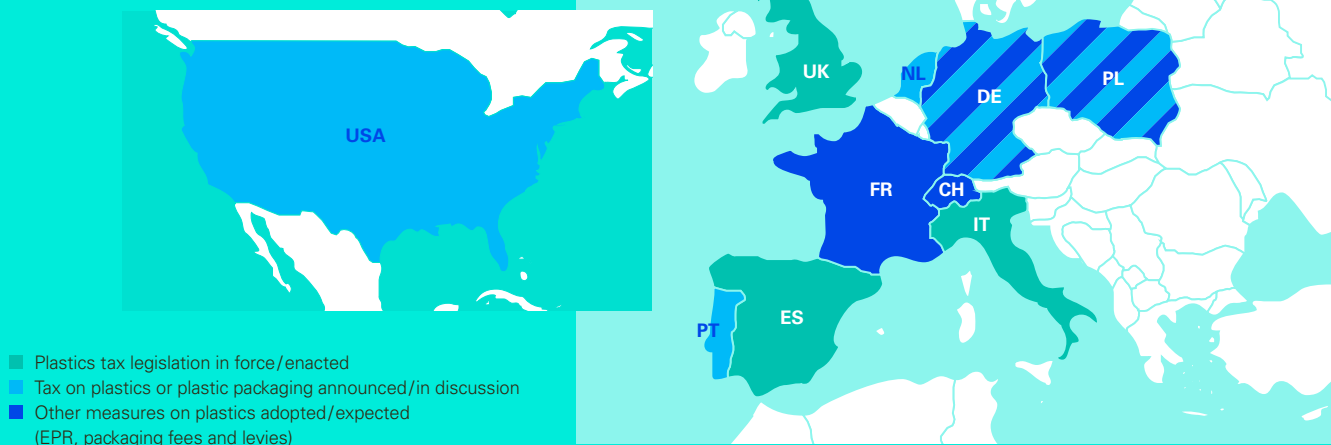 USA
UK
NL
DE
PL
FR
CH
IT
ES
PT
Plastics tax legislation in force/enacted
Tax on plastics or plastic packaging announced/in discussion
Other measures on plastics adopted/expected
(EPR, packaging fees and levies)